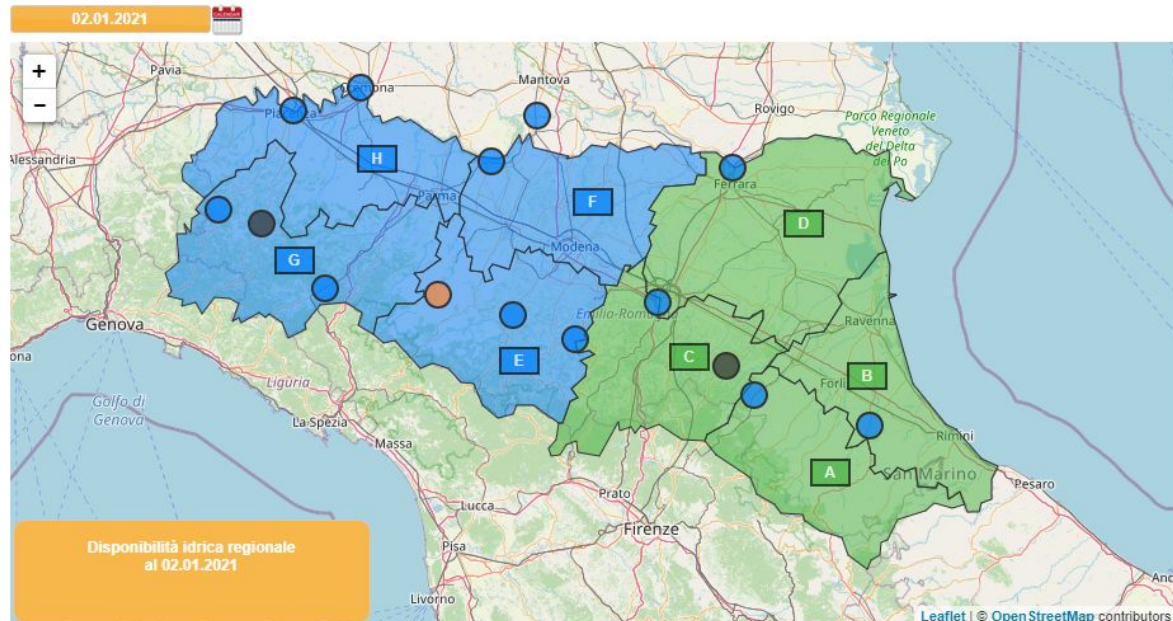 02.01.2021
CALENDAR
+
−
Pavia
Cremona
Mantova
Rovigo
Piacenza
Parco Regionale
Veneto
del Delta
del Po
Alessandria
H
Parma
Ferrara
F
D
Modena
G
Genova
Emilia-Romagna
Ravenna
E
C
B
Forlì
Liguria
Golfo di
Genova
La Spezia
Massa
Rimini
A
San Marino
Pesaro
Lucca
Prato
Firenze
Pisa
Livorno
Disponibilità idrica regionale
al 02.01.2021
Leaflet | © OpenStreetMap contributors